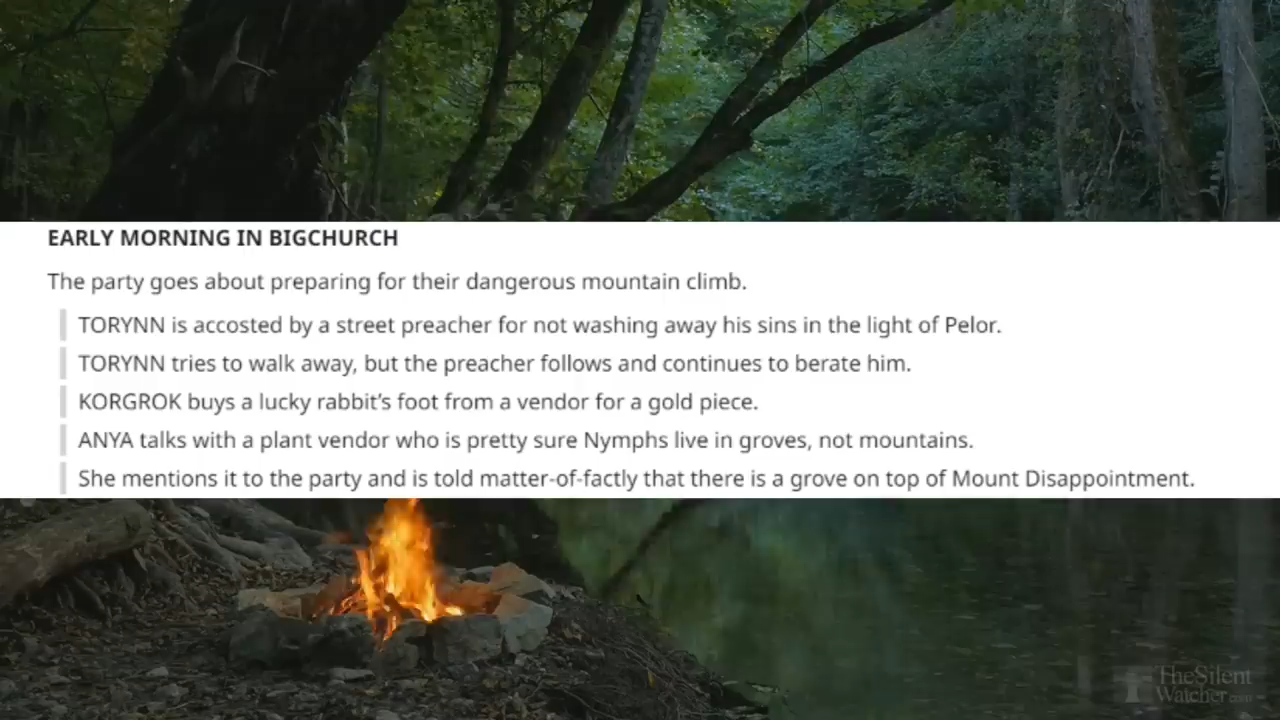 EARLY MORNING IN BIGCHURCH
The party goes about preparing for their dangerous mountain climb.
TORYNN is accosted by a street preacher for not washing away his sins in the light of Pelor.
TORYNN tries to walk away, but the preacher follows and continues to berate him.
KORGROK buys a lucky rabbit’s foot from a vendor for a gold piece.
ANYA talks with a plant vendor who is pretty sure Nymphs live in groves, not mountains.
She mentions it to the party and is told matter-of-factly that there is a grove on top of Mount Disappointment.
TheSilent
Watcher.com